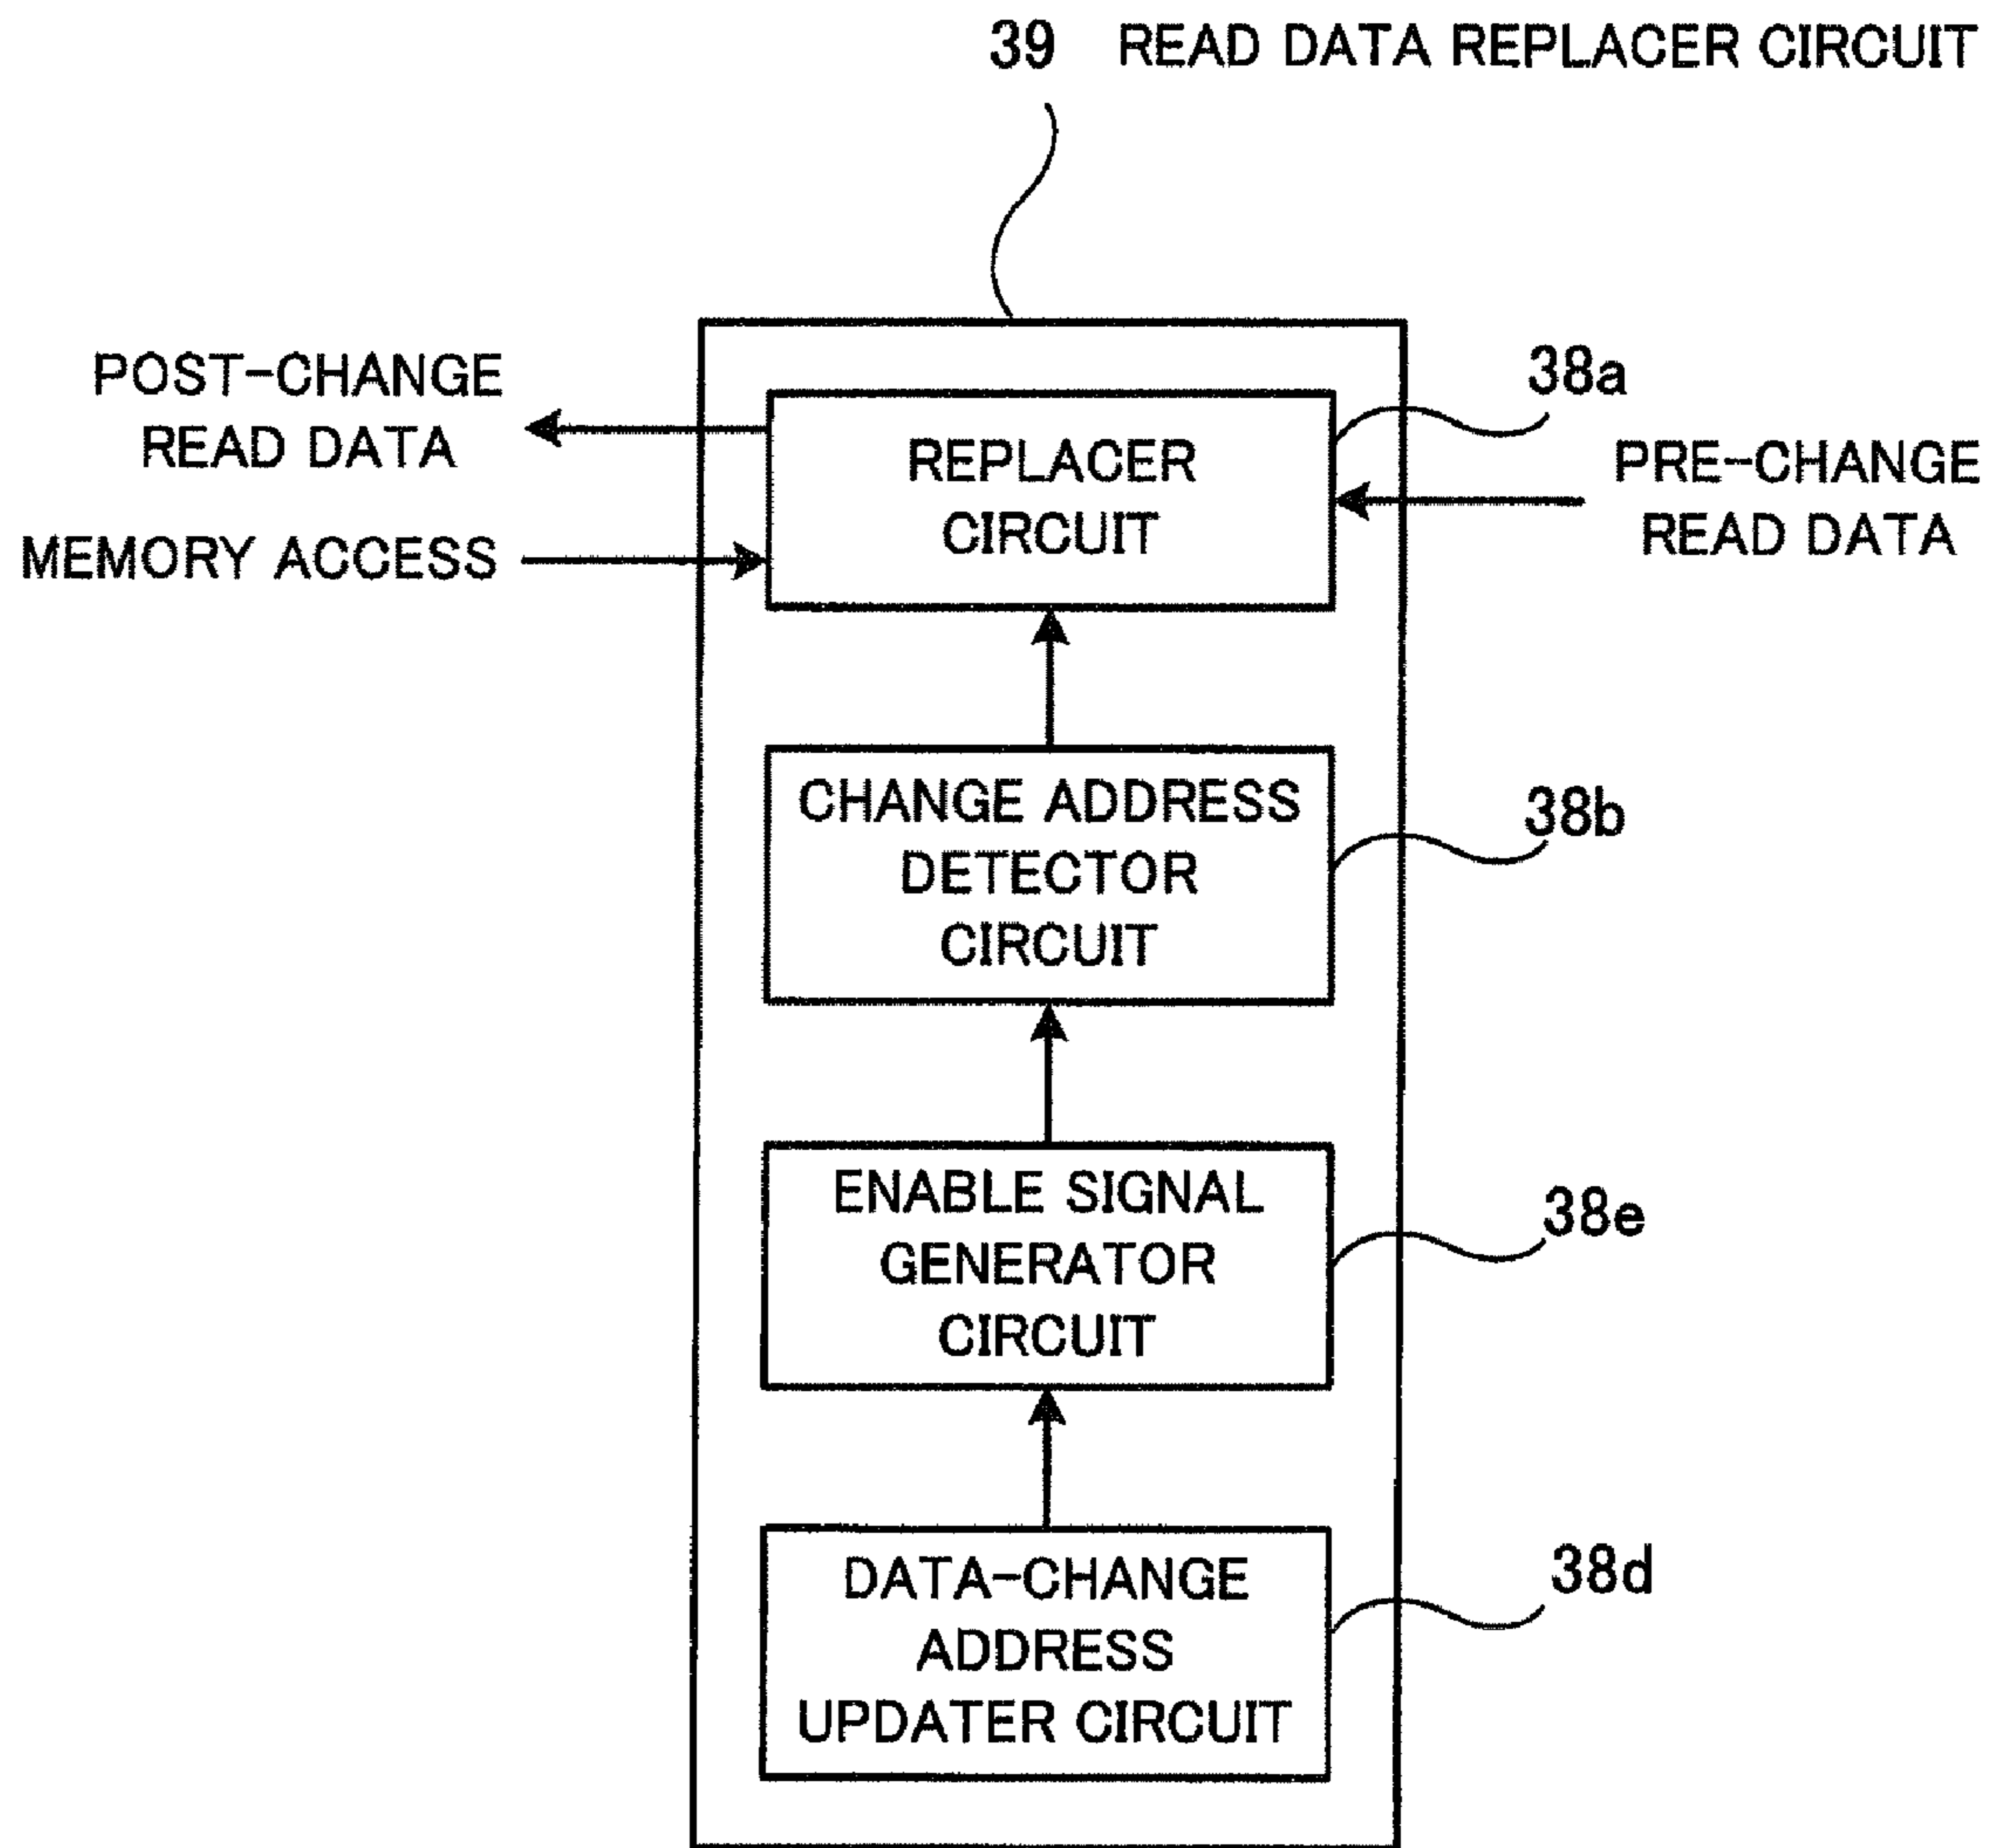 39 READ DATA REPLACER CIRCUIT
POST-CHANGE
READ DATA
MEMORY ACCESS
REPLACER
CIRCUIT
38a
PRE-CHANGE
READ DATA
CHANGE ADDRESS
DETECTOR
CIRCUIT
38b
ENABLE SIGNAL
GENERATOR
CIRCUIT
38e
DATA-CHANGE
ADDRESS
UPDATER CIRCUIT
38d